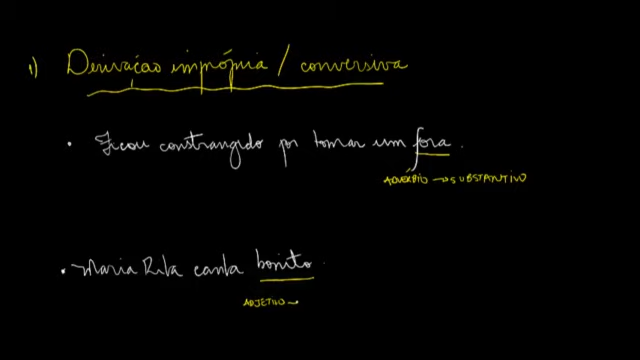 1) Derivação imprópria / conversiva
• Ficou constrangido por tomar um fora.
ADVÉRBIO → SUBSTANTIVO
• Maria Rita canta bonito.
ADJETIVO →